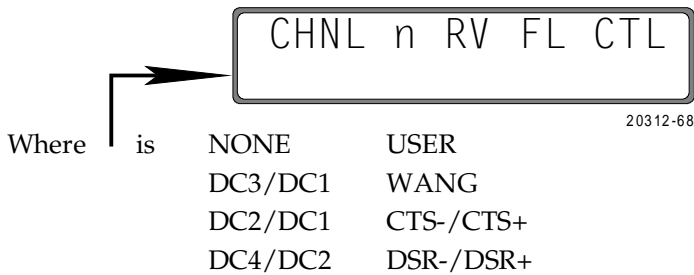 CHNL n RV FL CTL
20312-68
Where is NONE USER
DC3/DC1 WANG
DC2/DC1 CTS-/CTS+
DC4/DC2 DSR-/DSR+